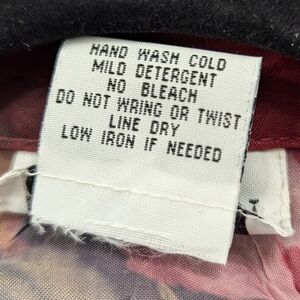 HAND WASH COLD
MILD DETERGENT
NO BLEACH
DO NOT WRING OR TWIST
LINE DRY
LOW IRON IF NEEDED